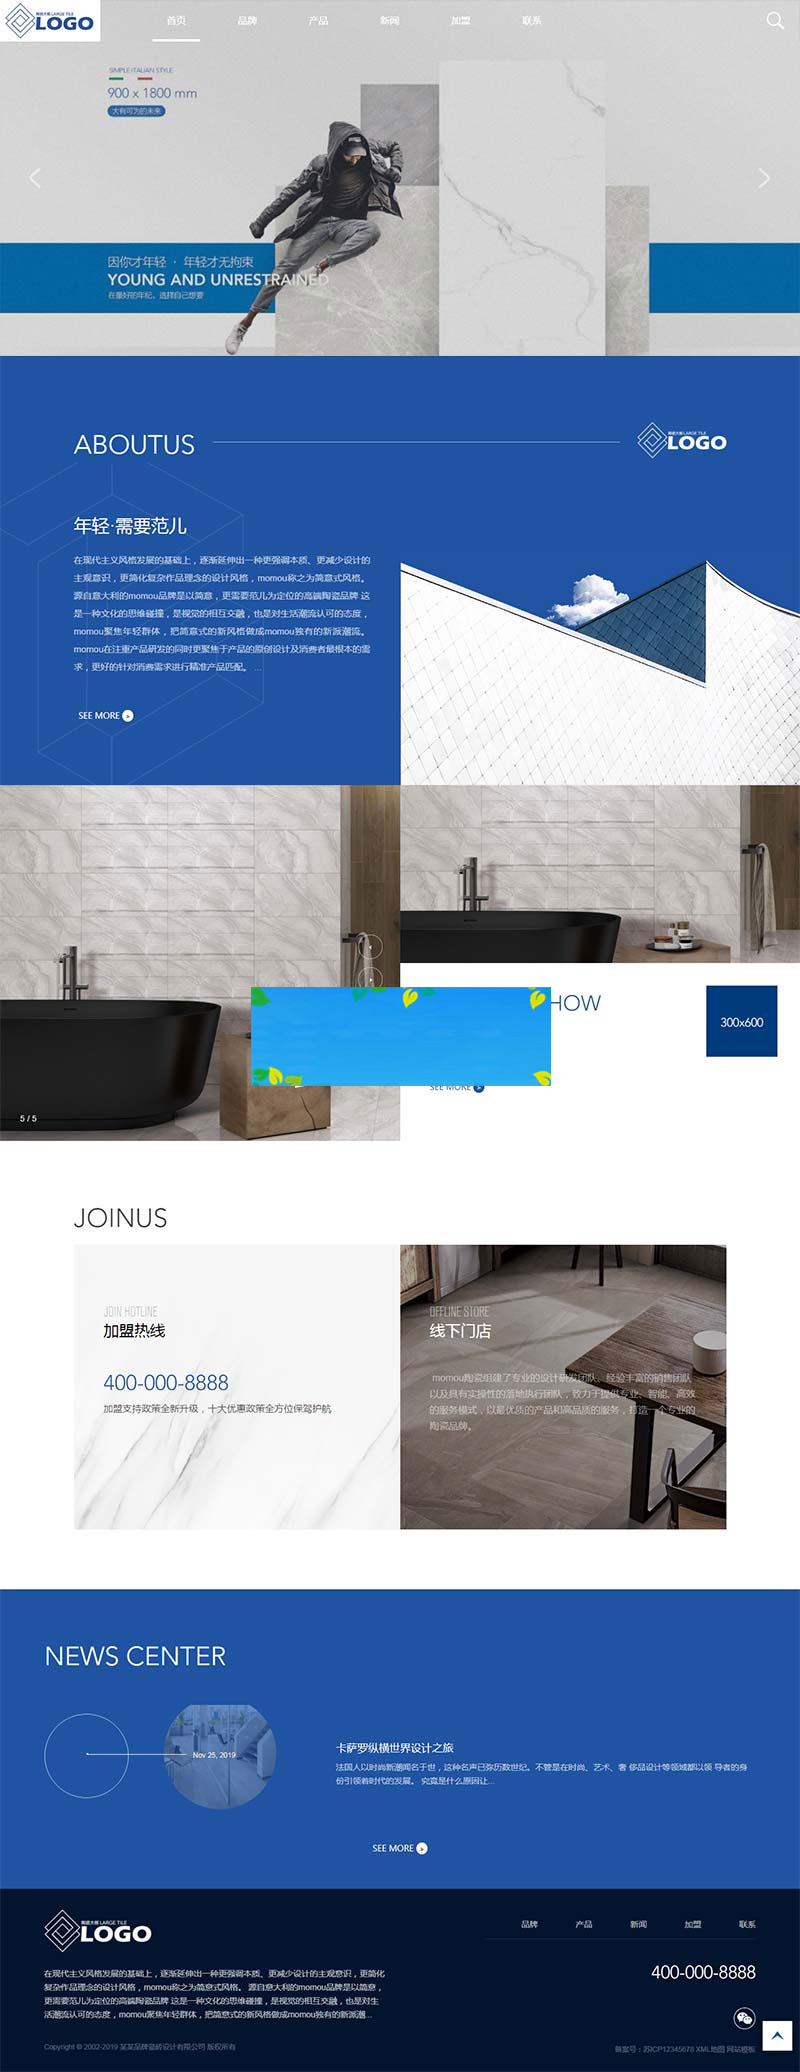 陶瓷大板 LARGE TILE
LOGO
首页 品牌 产品 新闻 加盟 联系
SIMPLE ITALIAN STYLE
900 x 1800 mm
大有可为的未来
因你才年轻 · 年轻才无拘束
YOUNG AND UNRESTRAINED
在最好的年纪、选择自己想要
ABOUTUS
陶瓷大板 LARGE TILE
LOGO
年轻·需要范儿
在现代主义风格发展的基础上，逐渐延伸出一种更强调本质、更减少设计的
主观意识，更简化复杂作品理念的设计风格，momou称之为简意式风格。
源自意大利的momou品牌是以简意，更需要范儿为定位的高端陶瓷品牌 这
是一种文化的思维碰撞，是视觉的相互交融，也是对生活潮流认可的态度，
momou聚焦年轻群体，把简意式的新风格做成momou独有的新派潮流。
momou在注重产品研发的同时更聚焦于产品的原创设计及消费者最根本的需
求，更好的针对消费需求进行精准产品匹配。 ...
SEE MORE
HOW
300x600
SEE MORE
5 / 5
JOINUS
JOIN HOTLINE
加盟热线
400-000-8888
加盟支持政策全新升级，十大优惠政策全方位保驾护航
OFFLINE STORE
线下门店
momou陶瓷组建了专业的设计研发团队、经验丰富的销售团队
以及具有实操性的落地执行团队，致力于提供专业、智能、高效
的服务模式，以最优质的产品和高品质的服务，打造一个专业的
陶瓷品牌。
NEWS CENTER
Nov 25, 2019
卡萨罗纵横世界设计之旅
法国人以时尚新潮闻名于世，这种名声已弥历数世纪。不管是在时尚、艺术、奢 侈品设计等领域都以领 导者的身
份引领着时代的发展。 究竟是什么原因让...
SEE MORE
陶瓷大板 LARGE TILE
LOGO
品牌 产品 新闻 加盟 联系
在现代主义风格发展的基础上，逐渐延伸出一种更强调本质、更减少设计的主观意识，更简化
复杂作品理念的设计风格，momou称之为简意式风格。 源自意大利的momou品牌是以简意，
更需要范儿为定位的高端陶瓷品牌 这是一种文化的思维碰撞，是视觉的相互交融，也是对生
活潮流认可的态度，momou聚焦年轻群体，把简意式的新风格做成momou独有的新派潮...
400-000-8888
Copyright © 2002-2019 某某品牌瓷砖设计有限公司 版权所有
备案号：苏ICP12345678 XML地图 网站模板